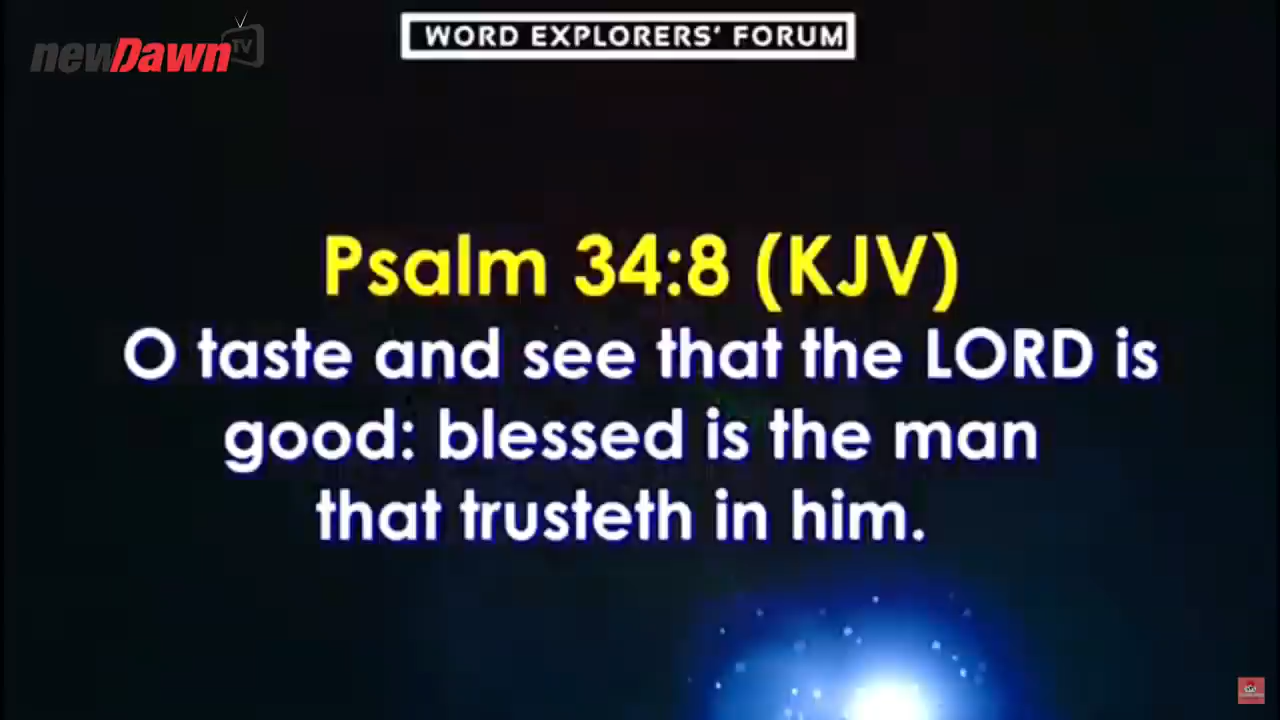 newDawn TV
WORD EXPLORERS' FORUM
Psalm 34:8 (KJV)
O taste and see that the LORD is
good: blessed is the man
that trusteth in him.